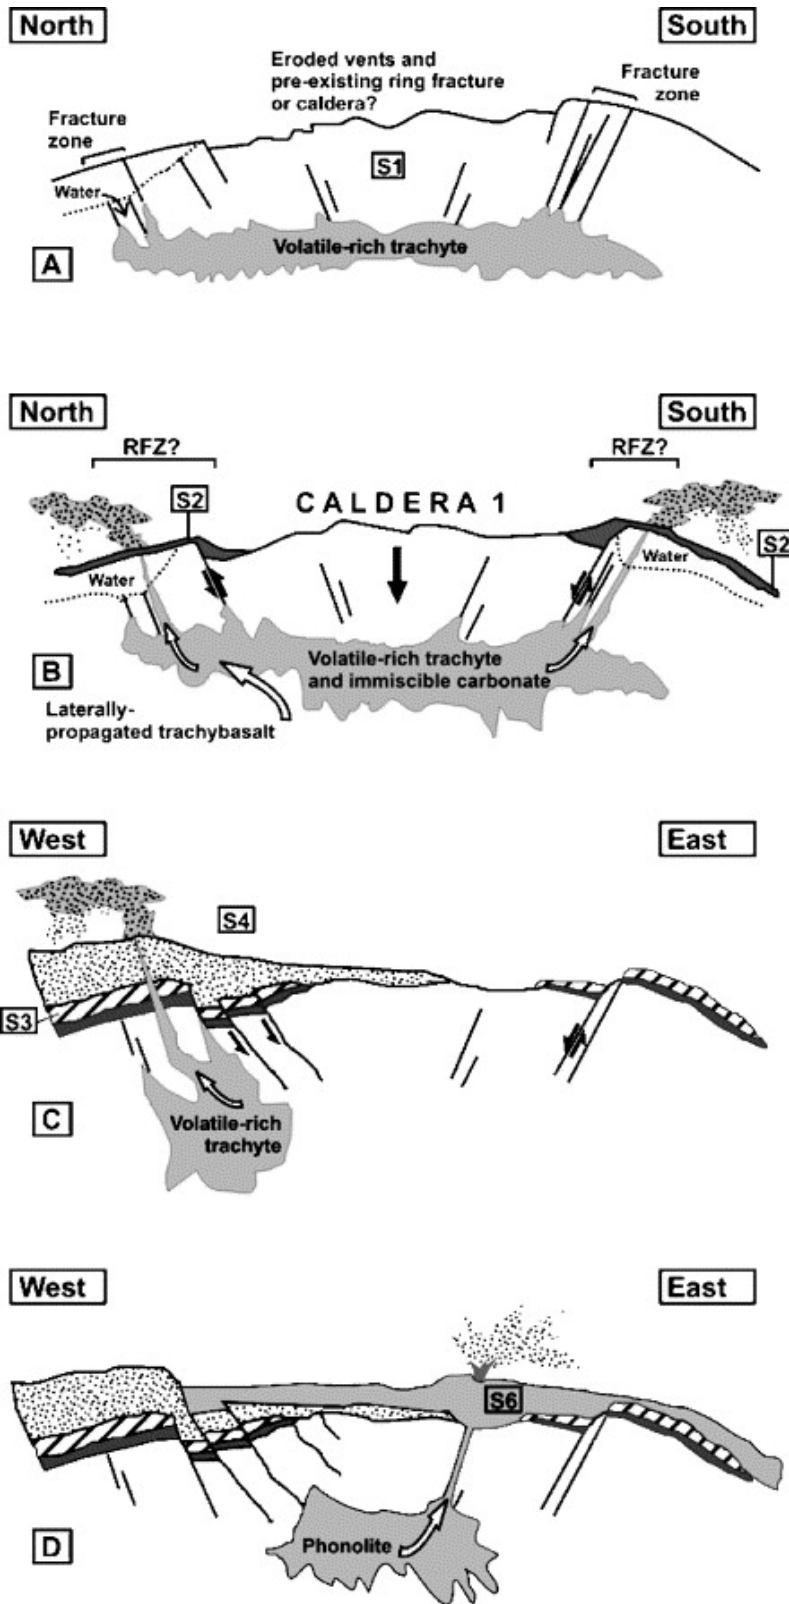 North
South
Eroded vents and
pre-existing ring fracture
or caldera?
Fracture
zone
Fracture
zone
S1
Water
Volatile-rich trachyte
A
North
South
RFZ?
RFZ?
S2
CALDERA 1
S2
Water
Water
Volatile-rich trachyte
and immiscible carbonate
B
Laterally-
propagated trachybasalt
West
East
S4
S3
C
Volatile-rich
trachyte
West
East
S6
Phonolite
D